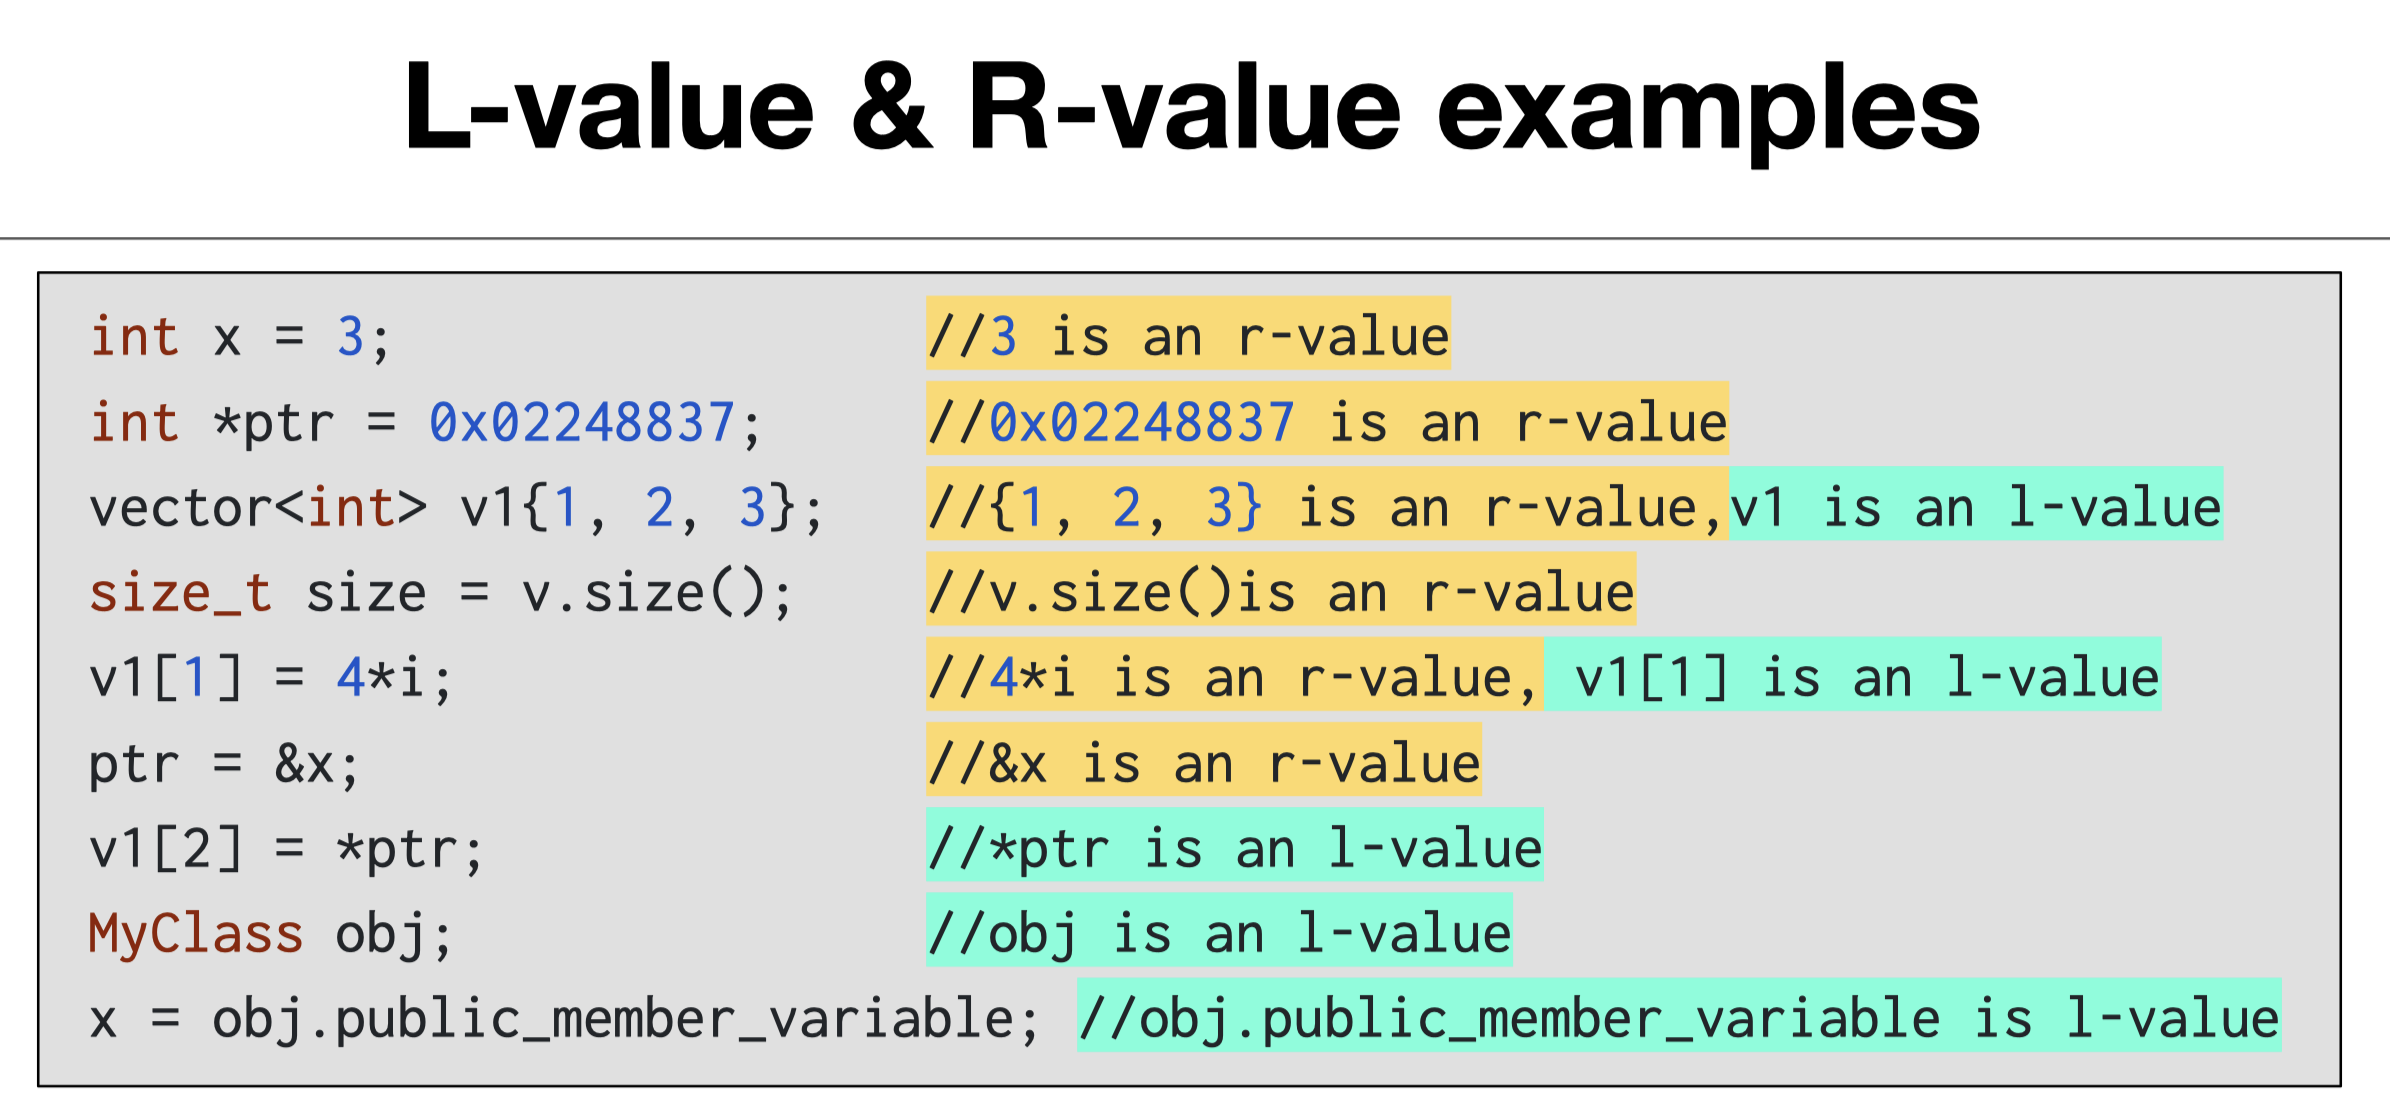 L-value & R-value examples
int x = 3; //3 is an r-value
int *ptr = 0x02248837; //0x02248837 is an r-value
vector<int> v1{1, 2, 3}; //{1, 2, 3} is an r-value,v1 is an l-value
size_t size = v.size(); //v.size()is an r-value
v1[1] = 4*i; //4*i is an r-value, v1[1] is an l-value
ptr = &x; //&x is an r-value
v1[2] = *ptr; //*ptr is an l-value
MyClass obj; //obj is an l-value
x = obj.public_member_variable; //obj.public_member_variable is l-value